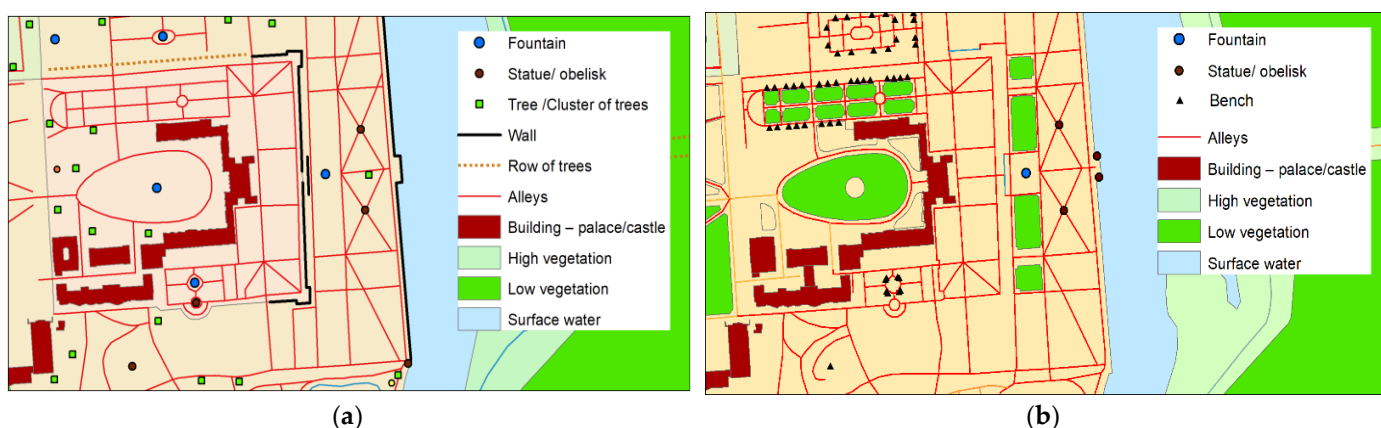 Fountain
Statue/ obelisk
Tree /Cluster of trees
Wall
Row of trees
Alleys
Building – palace/castle
High vegetation
Low vegetation
Surface water
(a)
Fountain
Statue/ obelisk
Bench
Alleys
Building – palace/castle
High vegetation
Low vegetation
Surface water
(b)